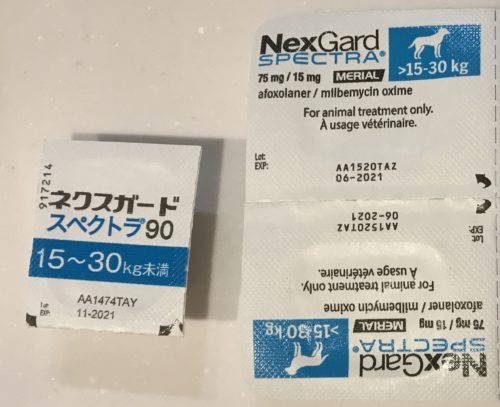 917214
ネクスガード
スペクトラ90
15～30kg未満
Lot:
EXP:
AA1474TAY
11-2021
NexGard
SPECTRA®
>15-30 kg
75 mg / 15 mg MERIAL
afoxolaner / milbemycin oxime
For animal treatment only.
À usage vétérinaire.
Lot:
EXP:
AA1520TAZ
06-2021
NexGard
SPECTRA®
>15-30 kg
75 mg / 15 mg MERIAL
afoxolaner / milbemycin oxime
For animal treatment only.
À usage vétérinaire.
Lot:
EXP:
AA1520TAZ
06-2021